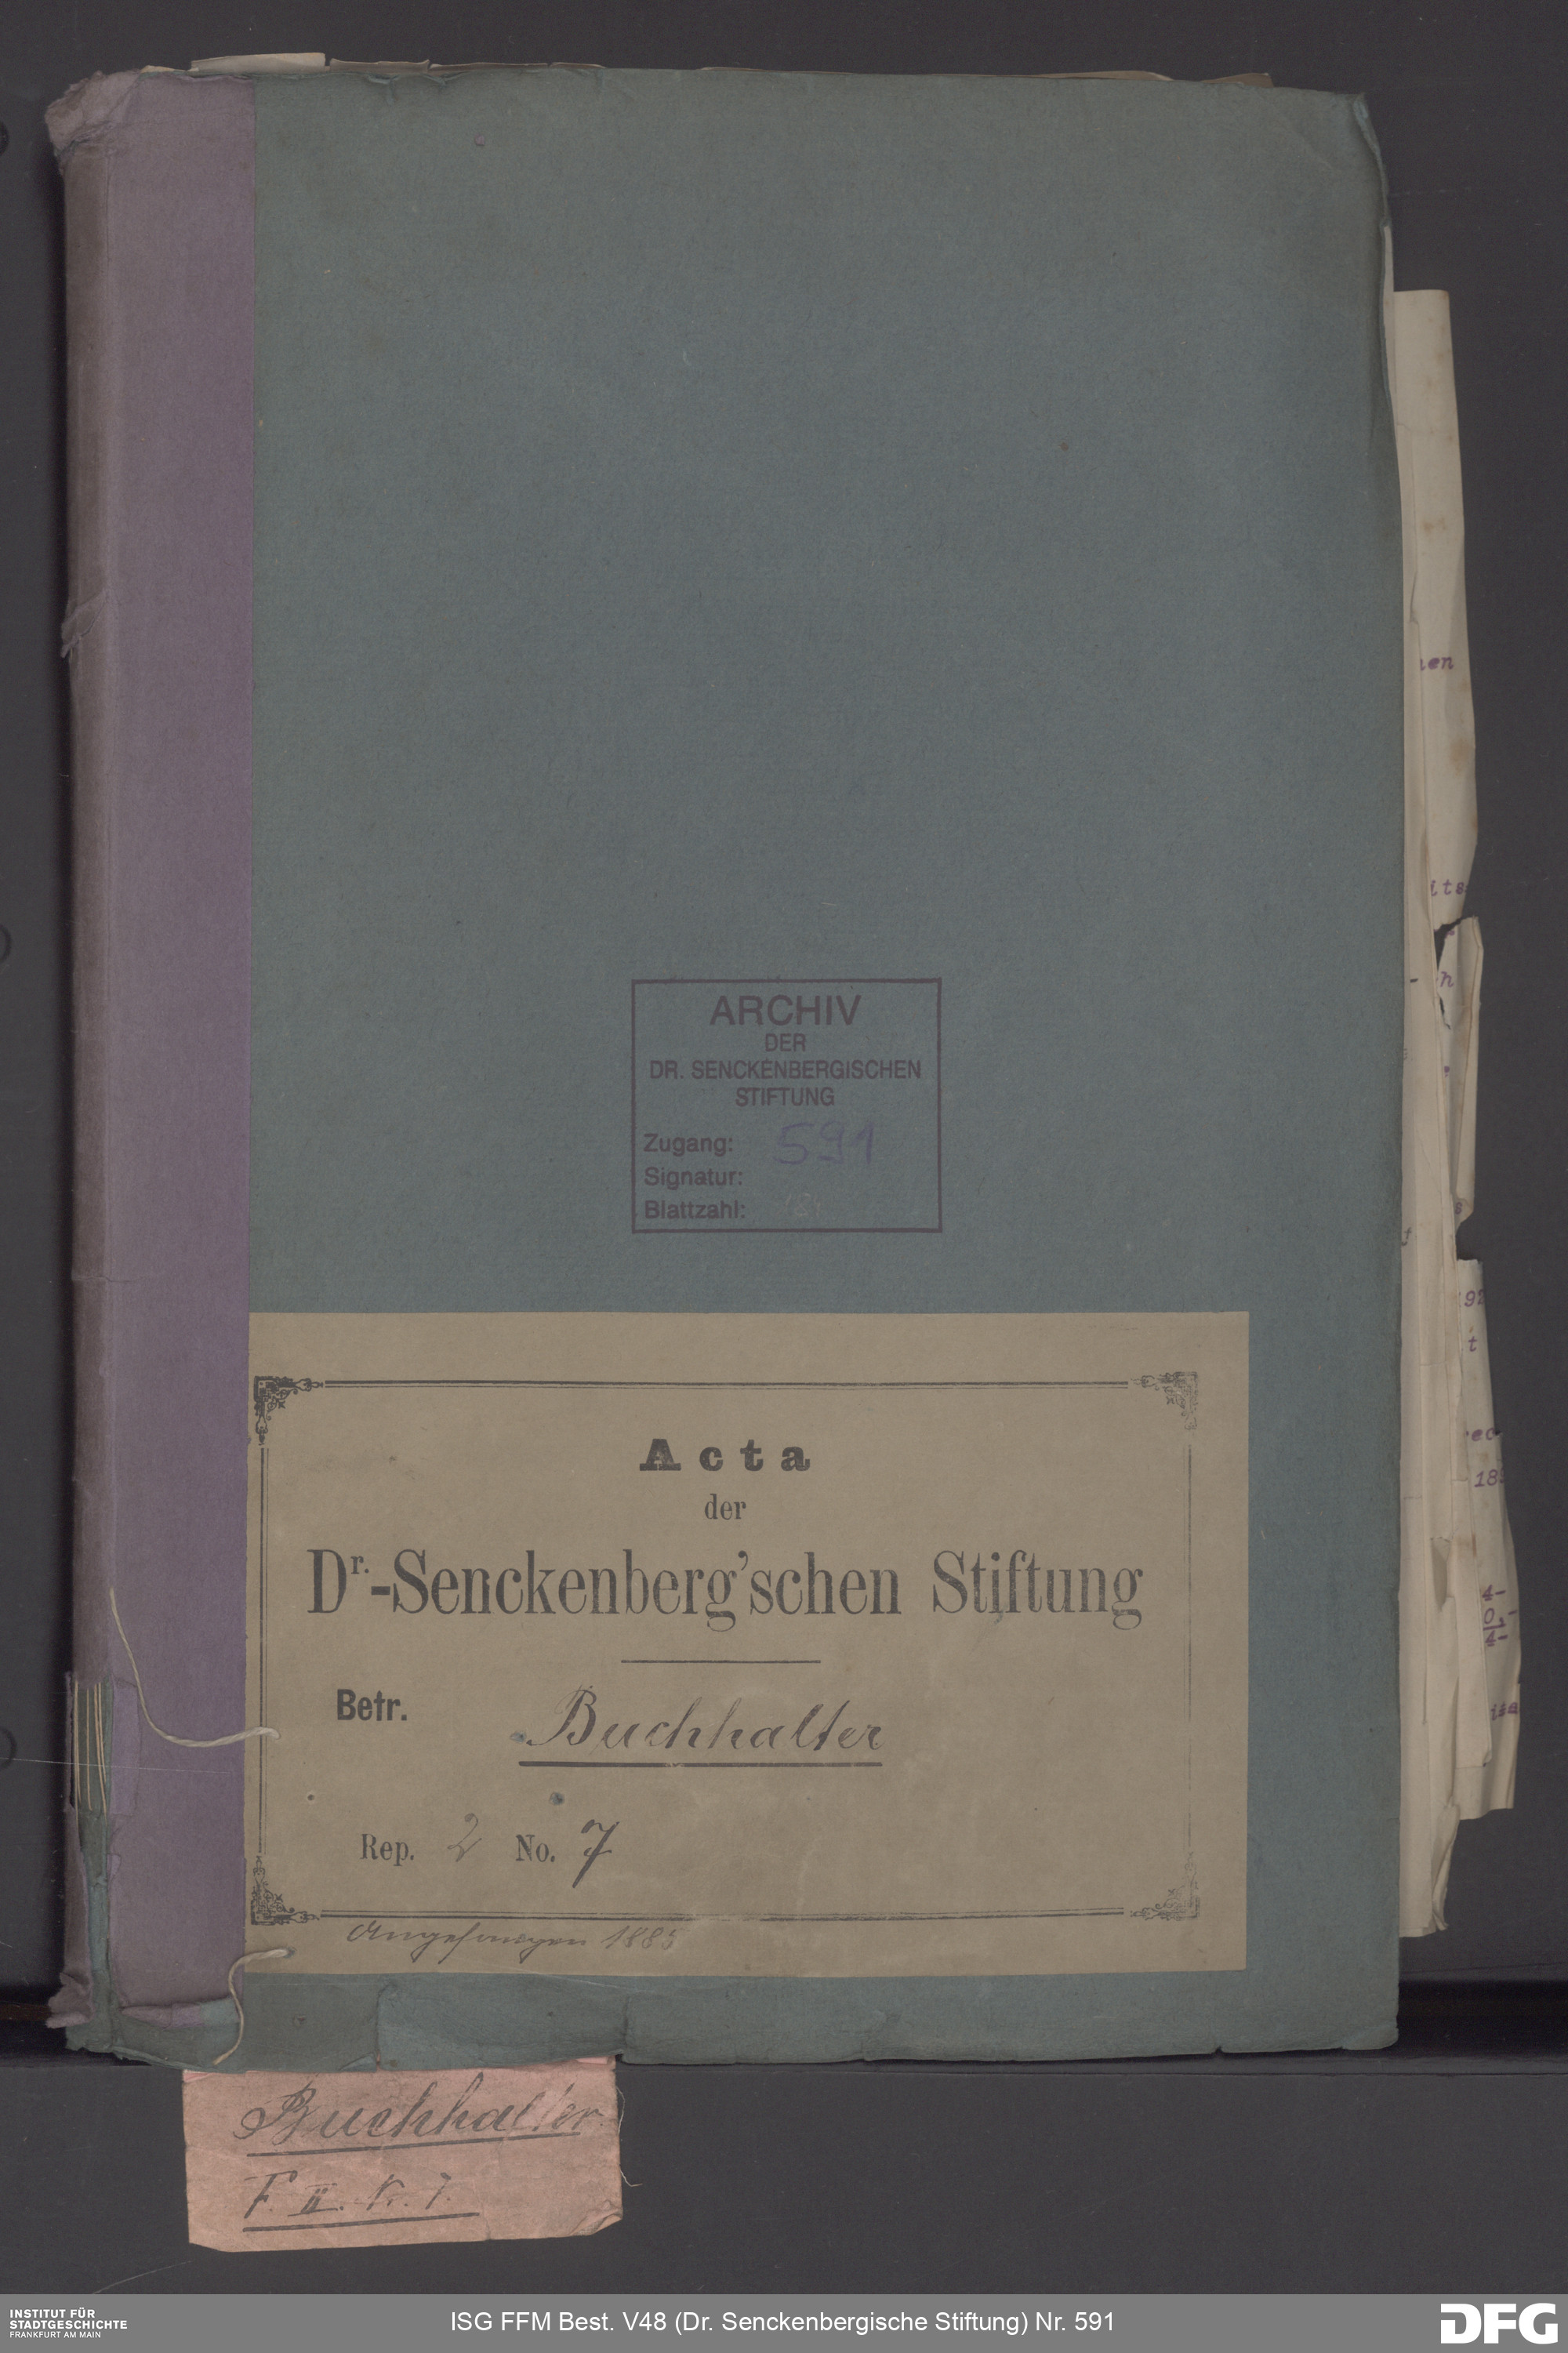 ARCHIV
DER
DR. SENCKENBERGISCHEN
STIFTUNG
Zugang: 591
Signatur:
Blattzahl:
Acta
der
Dr.-Senckenberg'schen Stiftung
Betr. Buchhalter
Rep. 2 No. 7
Angefangen 1885
Buchhalter
F. II. Nr. 7.
INSTITUT FÜR
STADTGESCHICHTE
FRANKFURT AM MAIN
ISG FFM Best. V48 (Dr. Senckenbergische Stiftung) Nr. 591
DFG